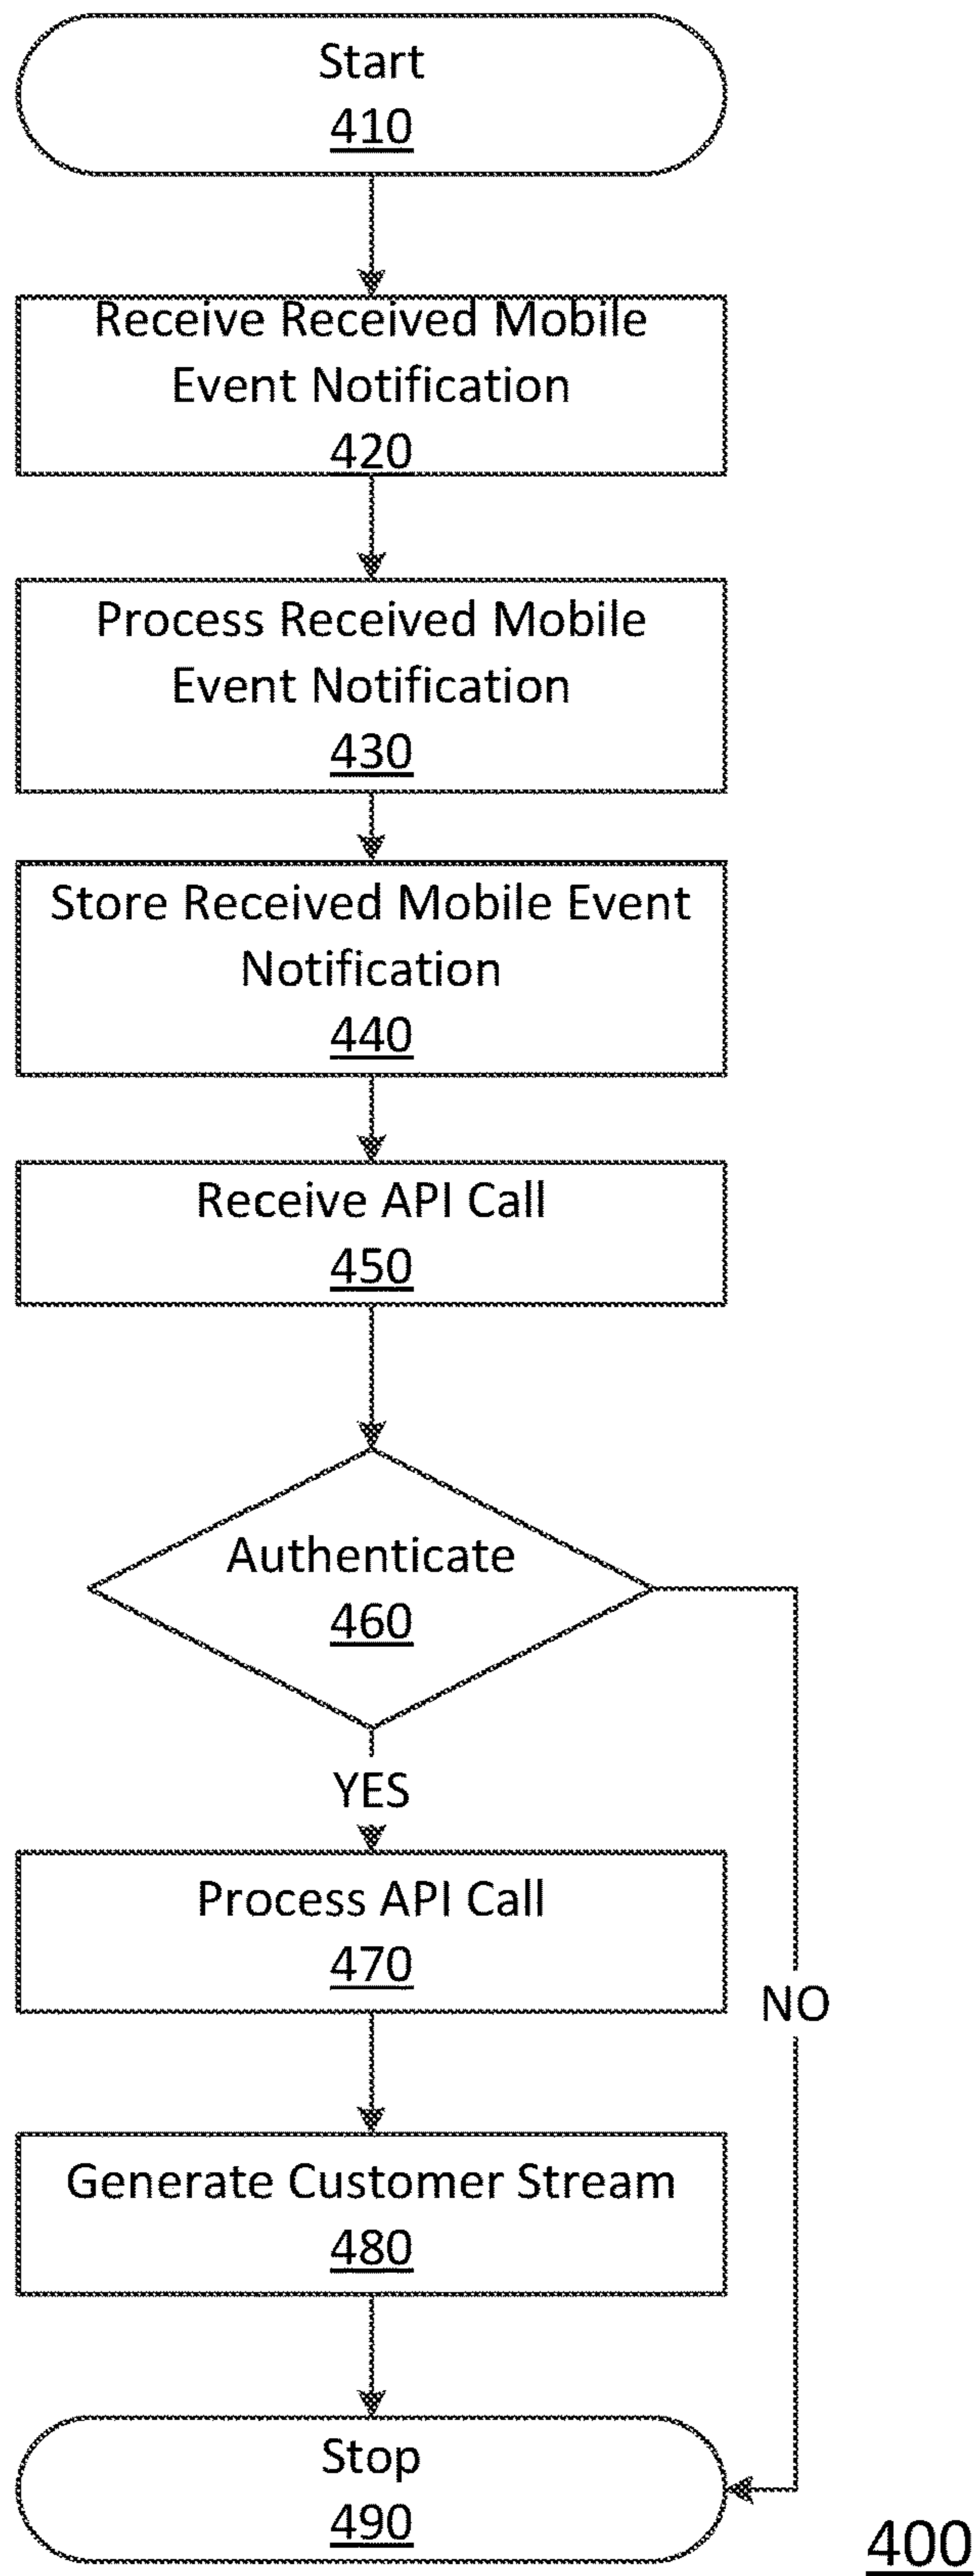 Start
410
Receive Received Mobile
Event Notification
420
Process Received Mobile
Event Notification
430
Store Received Mobile Event
Notification
440
Receive API Call
450
Authenticate
460
YES
Process API Call
470
NO
Generate Customer Stream
480
Stop
490
400